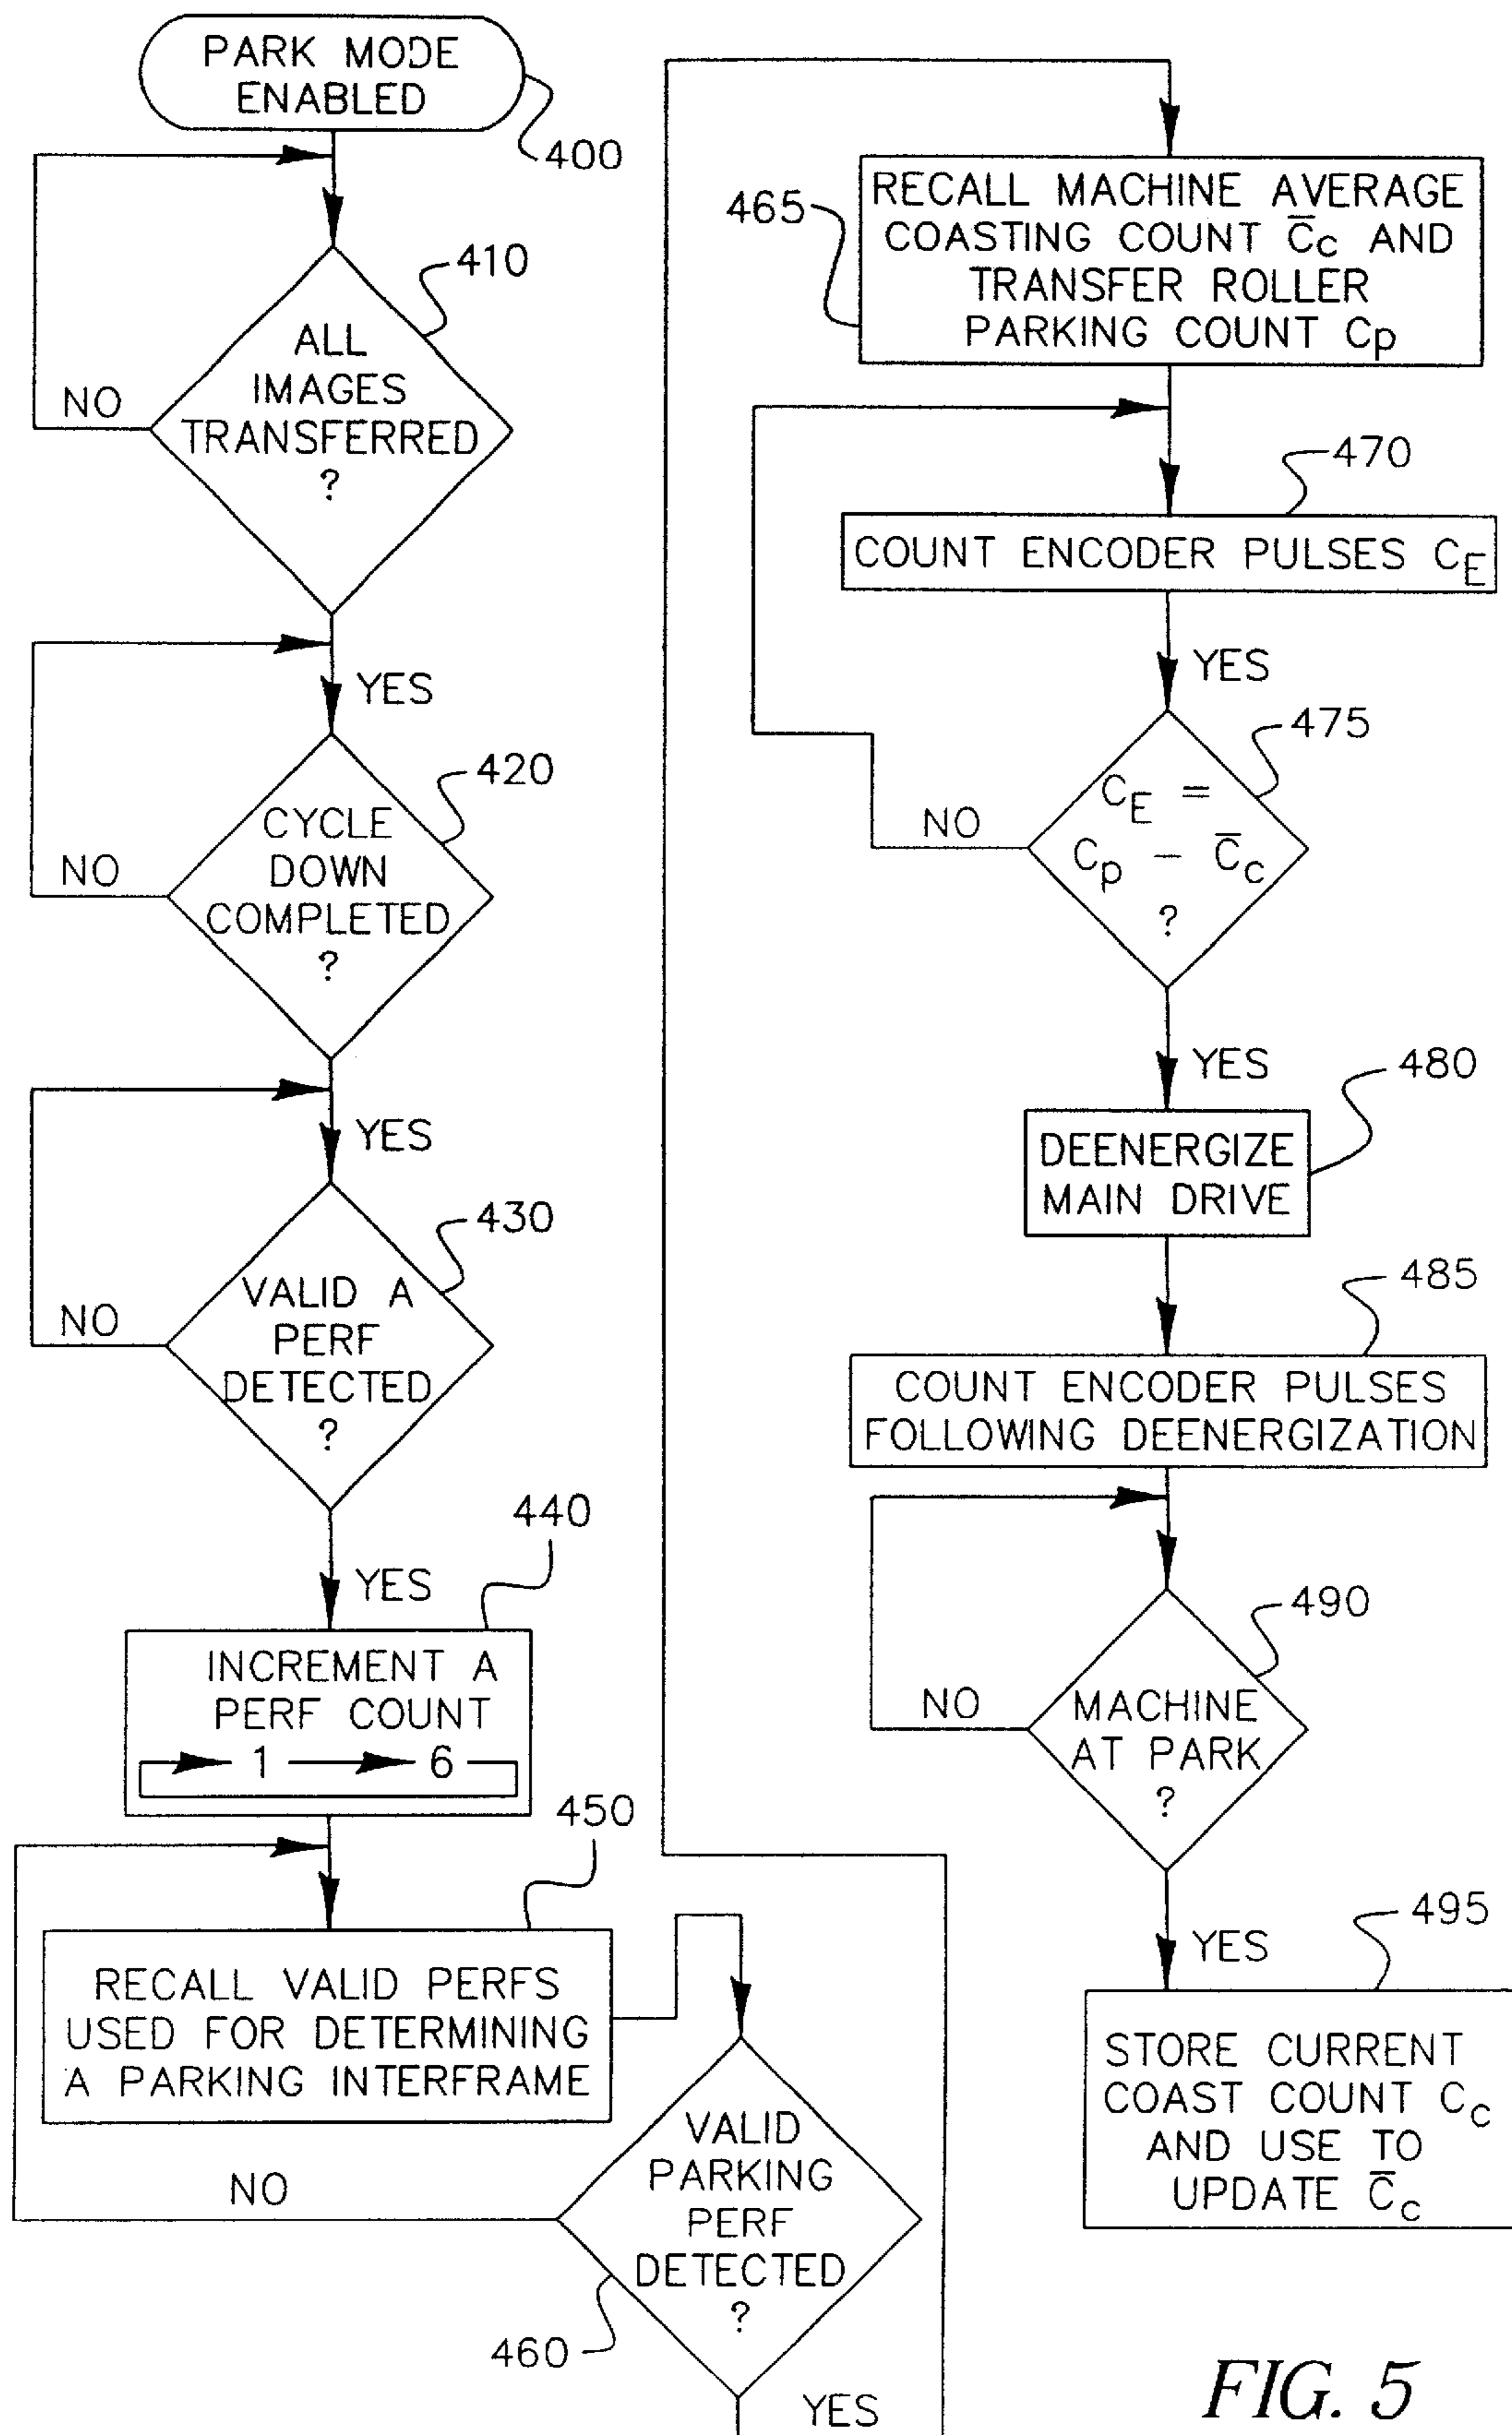 PARK MODE
ENABLED
400
410
ALL
IMAGES
TRANSFERRED
?
NO
YES
420
CYCLE
DOWN
COMPLETED
?
NO
YES
430
VALID A
PERF
DETECTED
?
NO
YES
440
INCREMENT A
PERF COUNT
1 6
450
RECALL VALID PERFS
USED FOR DETERMINING
A PARKING INTERFRAME
VALID
PARKING
PERF
DETECTED
?
NO
460
YES
465
RECALL MACHINE AVERAGE
COASTING COUNT C̅c AND
TRANSFER ROLLER
PARKING COUNT Cp
470
COUNT ENCODER PULSES CE
YES
475
CE =
Cp – C̅c
?
NO
YES
480
DEENERGIZE
MAIN DRIVE
485
COUNT ENCODER PULSES
FOLLOWING DEENERGIZATION
490
MACHINE
AT PARK
?
NO
YES
495
STORE CURRENT
COAST COUNT Cc
AND USE TO
UPDATE C̅c
FIG. 5